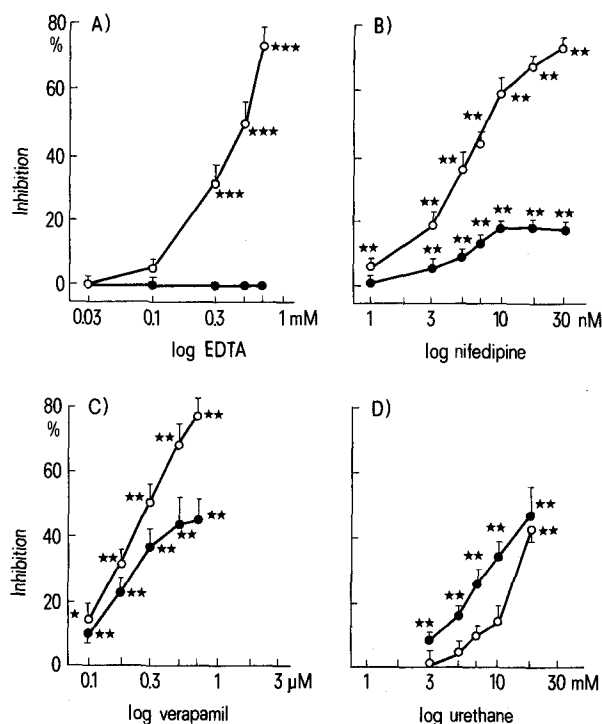 A)
80
%
60
40
20
0
Inhibition
★★★
★★★
★★★
0.03 0.1 0.3 1 mM
log EDTA
B)
★★
★★
★★
★★
★★
★★
★★
★★ ★★ ★★ ★★ ★★ ★★
1 3 10 30 nM
log nifedipine
C)
80
%
60
40
20
0
Inhibition
★★
★★
★★
★★
★
★★
★★
★★
★★
★★
0.1 0.3 1 3 µM
log verapamil
D)
★★
★★
★★
★★
★★
★★
1 3 10 30 mM
log urethane